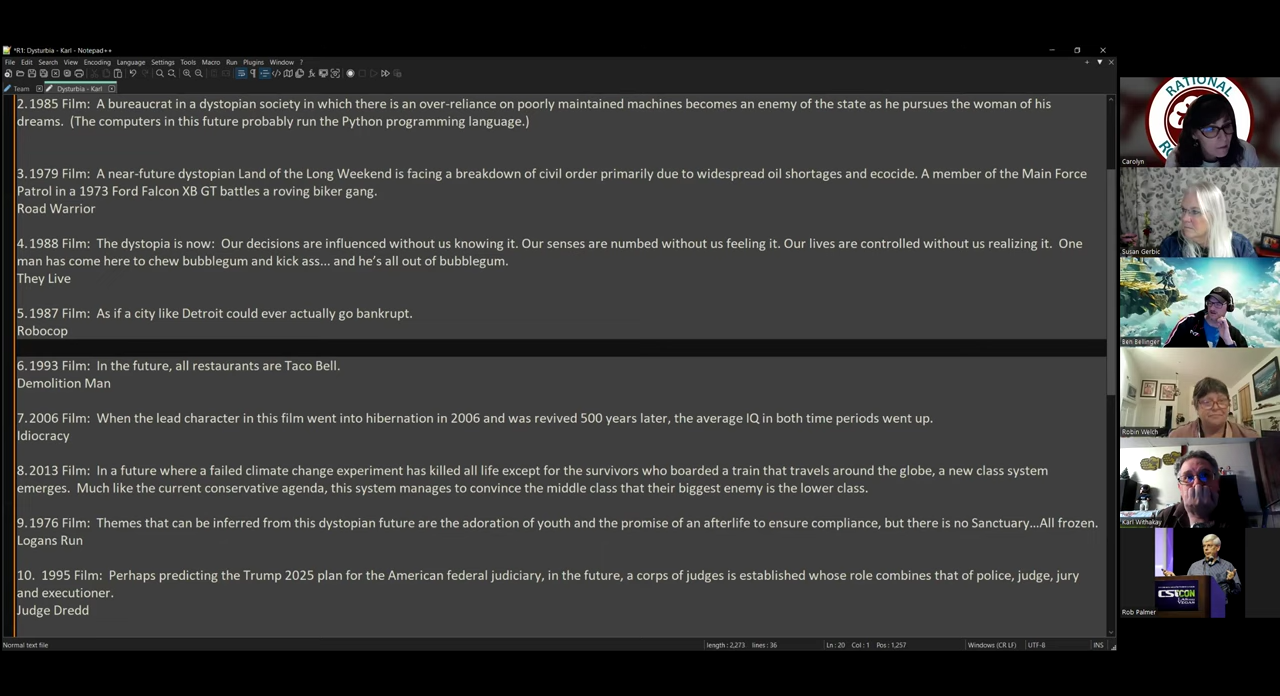 *R1: Dysturbia - Karl - Notepad++
File Edit Search View Encoding Language Settings Tools Macro Run Plugins Window ?
Team Dysturbia - Karl
2.1985 Film: A bureaucrat in a dystopian society in which there is an over-reliance on poorly maintained machines becomes an enemy of the state as he pursues the woman of his
dreams. (The computers in this future probably run the Python programming language.)
3.1979 Film: A near-future dystopian Land of the Long Weekend is facing a breakdown of civil order primarily due to widespread oil shortages and ecocide. A member of the Main Force
Patrol in a 1973 Ford Falcon XB GT battles a roving biker gang.
Road Warrior
4.1988 Film: The dystopia is now: Our decisions are influenced without us knowing it. Our senses are numbed without us feeling it. Our lives are controlled without us realizing it. One
man has come here to chew bubblegum and kick ass... and he's all out of bubblegum.
They Live
5.1987 Film: As if a city like Detroit could ever actually go bankrupt.
Robocop
6.1993 Film: In the future, all restaurants are Taco Bell.
Demolition Man
7.2006 Film: When the lead character in this film went into hibernation in 2006 and was revived 500 years later, the average IQ in both time periods went up.
Idiocracy
8.2013 Film: In a future where a failed climate change experiment has killed all life except for the survivors who boarded a train that travels around the globe, a new class system
emerges. Much like the current conservative agenda, this system manages to convince the middle class that their biggest enemy is the lower class.
9.1976 Film: Themes that can be inferred from this dystopian future are the adoration of youth and the promise of an afterlife to ensure compliance, but there is no Sanctuary...All frozen.
Logans Run
10. 1995 Film: Perhaps predicting the Trump 2025 plan for the American federal judiciary, in the future, a corps of judges is established whose role combines that of police, judge, jury
and executioner.
Judge Dredd
Normal text file length : 2,273 lines : 36 Ln : 20 Col : 1 Pos : 1,257 Windows (CR LF) UTF-8 INS
RATIONAL
Carolyn
Susan Gerbic
Ben Bellinger
Robin Welch
Karl Withakay
CSICON
LAS VEGAS
Rob Palmer